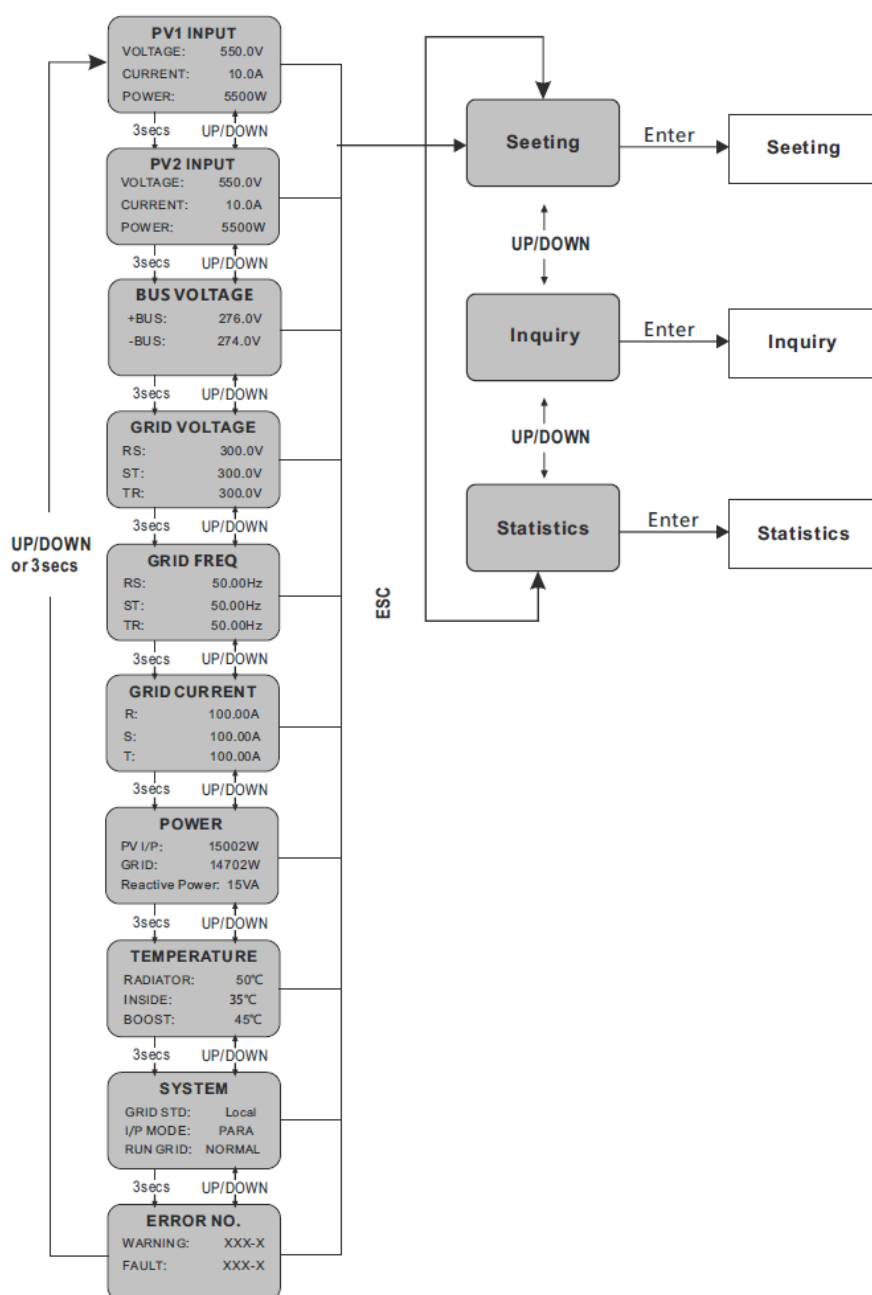 PV1 INPUT
VOLTAGE: 550.0V
CURRENT: 10.0A
POWER: 5500W
3secs UP/DOWN
PV2 INPUT
VOLTAGE: 550.0V
CURRENT: 10.0A
POWER: 5500W
3secs UP/DOWN
BUS VOLTAGE
+BUS: 276.0V
-BUS: 274.0V
3secs UP/DOWN
GRID VOLTAGE
RS: 300.0V
ST: 300.0V
TR: 300.0V
3secs UP/DOWN
GRID FREQ
RS: 50.00Hz
ST: 50.00Hz
TR: 50.00Hz
3secs UP/DOWN
GRID CURRENT
R: 100.00A
S: 100.00A
T: 100.00A
3secs UP/DOWN
POWER
PV I/P: 15002W
GRID: 14702W
Reactive Power: 15VA
3secs UP/DOWN
TEMPERATURE
RADIATOR: 50℃
INSIDE: 35℃
BOOST: 45℃
3secs UP/DOWN
SYSTEM
GRID STD: Local
I/P MODE: PARA
RUN GRID: NORMAL
3secs UP/DOWN
ERROR NO.
WARNING: XXX-X
FAULT: XXX-X
UP/DOWN
or 3secs
ESC
Seeting
Enter
Seeting
UP/DOWN
Inquiry
Enter
Inquiry
UP/DOWN
Statistics
Enter
Statistics